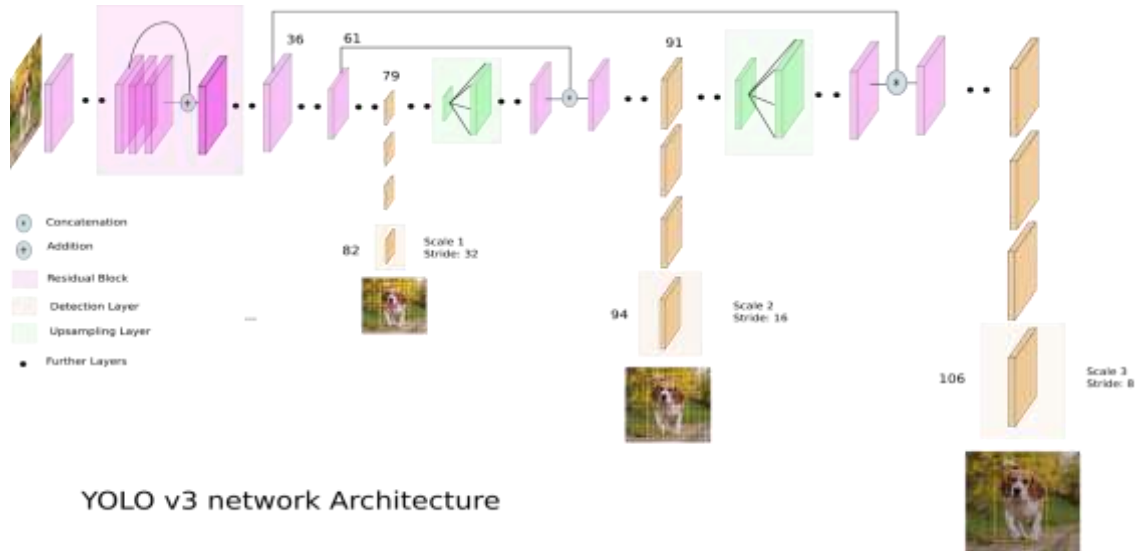 36
61
79
91
Concatenation
Addition
Residual Block
Detection Layer
Upsampling Layer
Further Layers
...
82
Scale 1
Stride: 32
94
Scale 2
Stride: 16
106
Scale 3
Stride: 8
YOLO v3 network Architecture